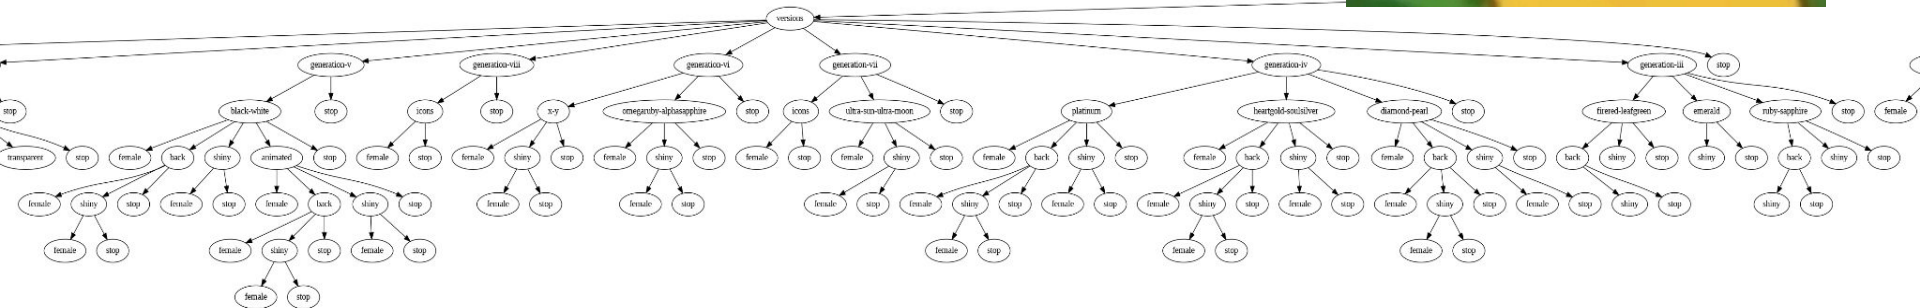 versions
generation-v generation-viii generation-vi generation-vii generation-iv generation-iii stop
stop black-white stop icons stop x-y omegaruby-alphasapphire stop icons ultra-sun-ultra-moon stop platinum heartgold-soulsilver diamond-pearl stop firered-leafgreen emerald ruby-sapphire stop female
transparent stop female back shiny animated stop female stop female shiny stop female shiny stop female stop female shiny stop female back shiny stop female back shiny stop female back shiny stop back shiny stop shiny stop back shiny stop
female shiny stop female stop female back shiny stop female stop female stop female stop female shiny stop female stop female shiny stop female stop female shiny stop female stop shiny stop shiny stop
female stop female shiny stop female stop female stop female stop female stop
female stop